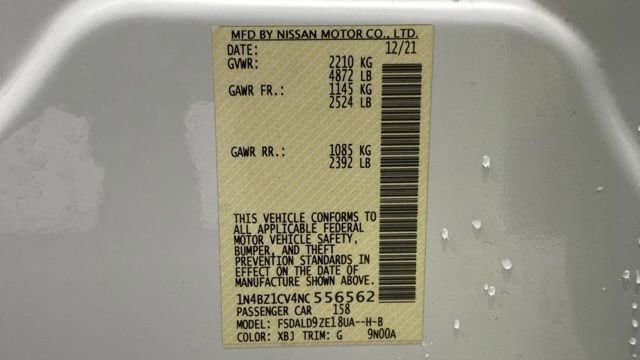 MFD BY NISSAN MOTOR CO., LTD.
DATE: 12/21
GVWR: 2210 KG
4872 LB
GAWR FR.: 1145 KG
2524 LB
GAWR RR.: 1085 KG
2392 LB
THIS VEHICLE CONFORMS TO
ALL APPLICABLE FEDERAL
MOTOR VEHICLE SAFETY,
BUMPER, AND THEFT
PREVENTION STANDARDS IN
EFFECT ON THE DATE OF
MANUFACTURE SHOWN ABOVE.
1N4BZ1CV4NC556562
PASSENGER CAR 158
MODEL: FSDALD9ZE18UA--H-B
COLOR: XBJ TRIM: G 9N00A